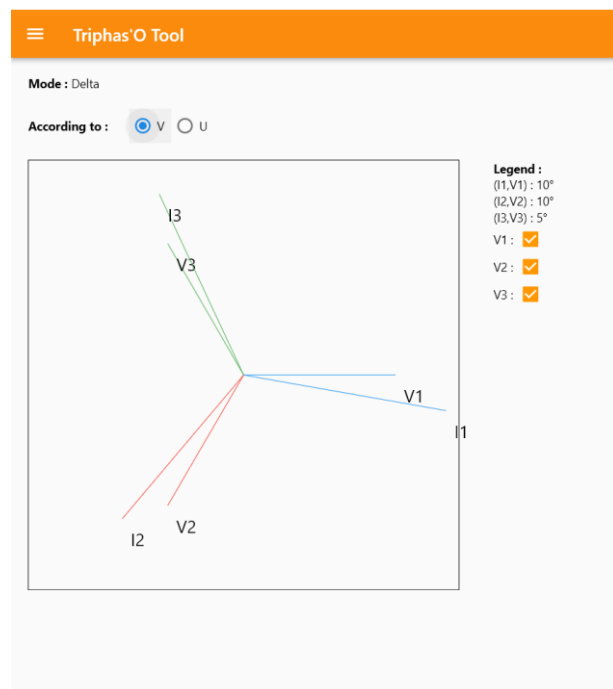 Triphas'O Tool
Mode : Delta
According to : V U
Legend :
(I1,V1) : 10°
(I2,V2) : 10°
(I3,V3) : 5°
V1 :
V2 :
V3 :
I3
V3
V1
I1
V2
I2